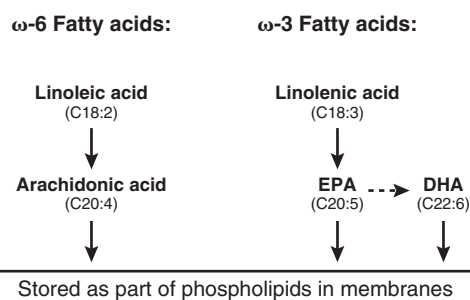 ω-6 Fatty acids:
ω-3 Fatty acids:
Linoleic acid
(C18:2)
Linolenic acid
(C18:3)
Arachidonic acid
(C20:4)
EPA
(C20:5)
DHA
(C22:6)
Stored as part of phospholipids in membranes